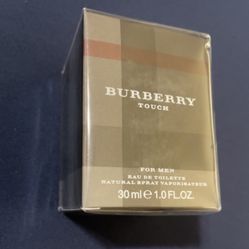 BURBERRY
TOUCH
FOR MEN
EAU DE TOILETTE
NATURAL SPRAY VAPORISATEUR
30 ml ℮ 1.0 FL.OZ.